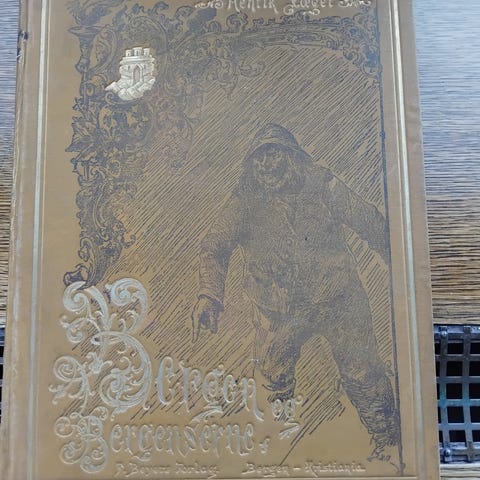 Henrik Jæger
Bergen og
Bergenserne
F. Beyers Forlag Bergen - Kristiania